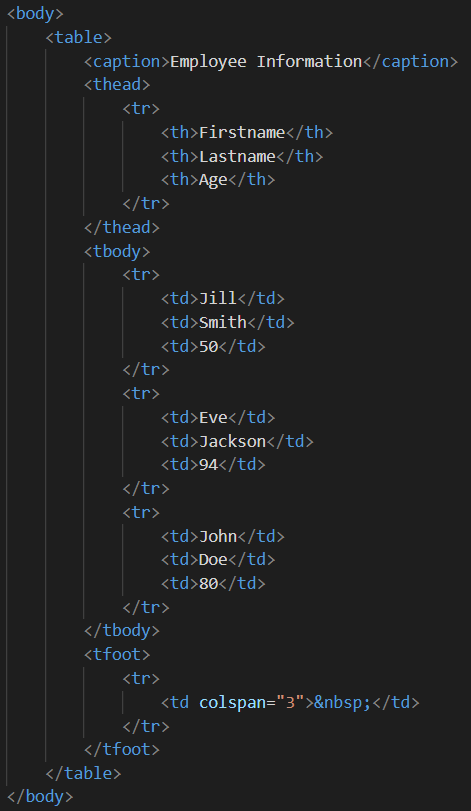 <body>
<table>
<caption>Employee Information</caption>
<thead>
<tr>
<th>Firstname</th>
<th>Lastname</th>
<th>Age</th>
</tr>
</thead>
<tbody>
<tr>
<td>Jill</td>
<td>Smith</td>
<td>50</td>
</tr>
<tr>
<td>Eve</td>
<td>Jackson</td>
<td>94</td>
</tr>
<tr>
<td>John</td>
<td>Doe</td>
<td>80</td>
</tr>
</tbody>
<tfoot>
<tr>
<td colspan="3">&nbsp;</td>
</tr>
</tfoot>
</table>
</body>